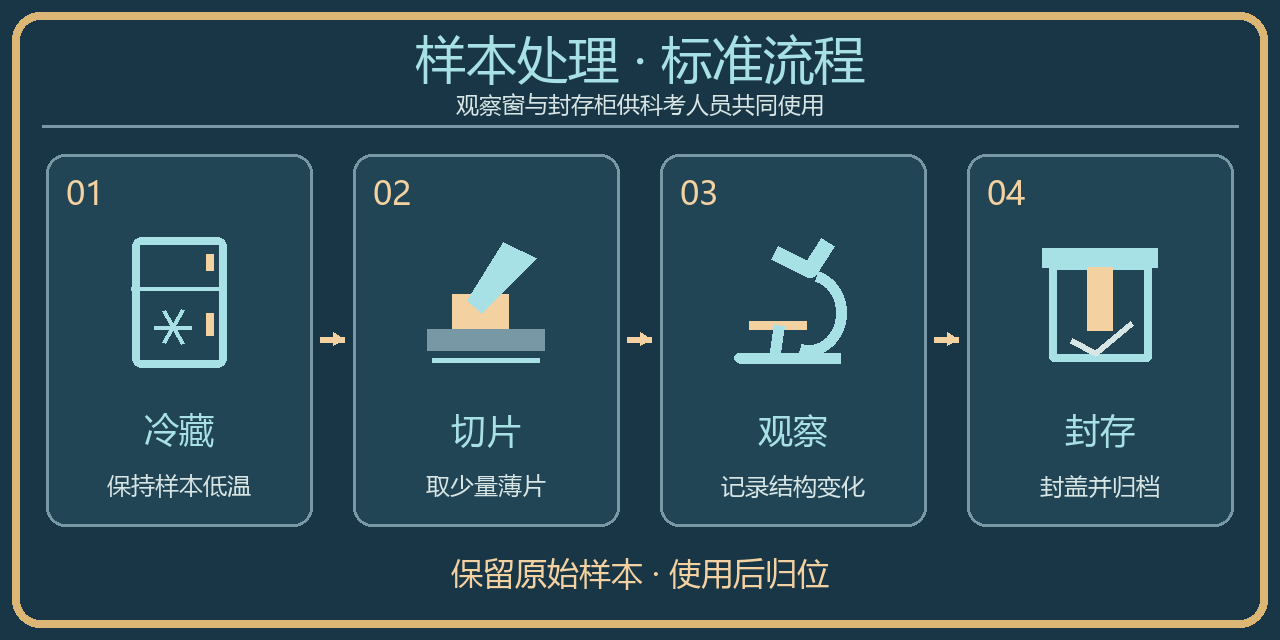 样本处理 · 标准流程
观察窗与封存柜供科考人员共同使用
01
冷藏
保持样本低温
02
切片
取少量薄片
03
观察
记录结构变化
04
封存
封盖并归档
保留原始样本 · 使用后归位